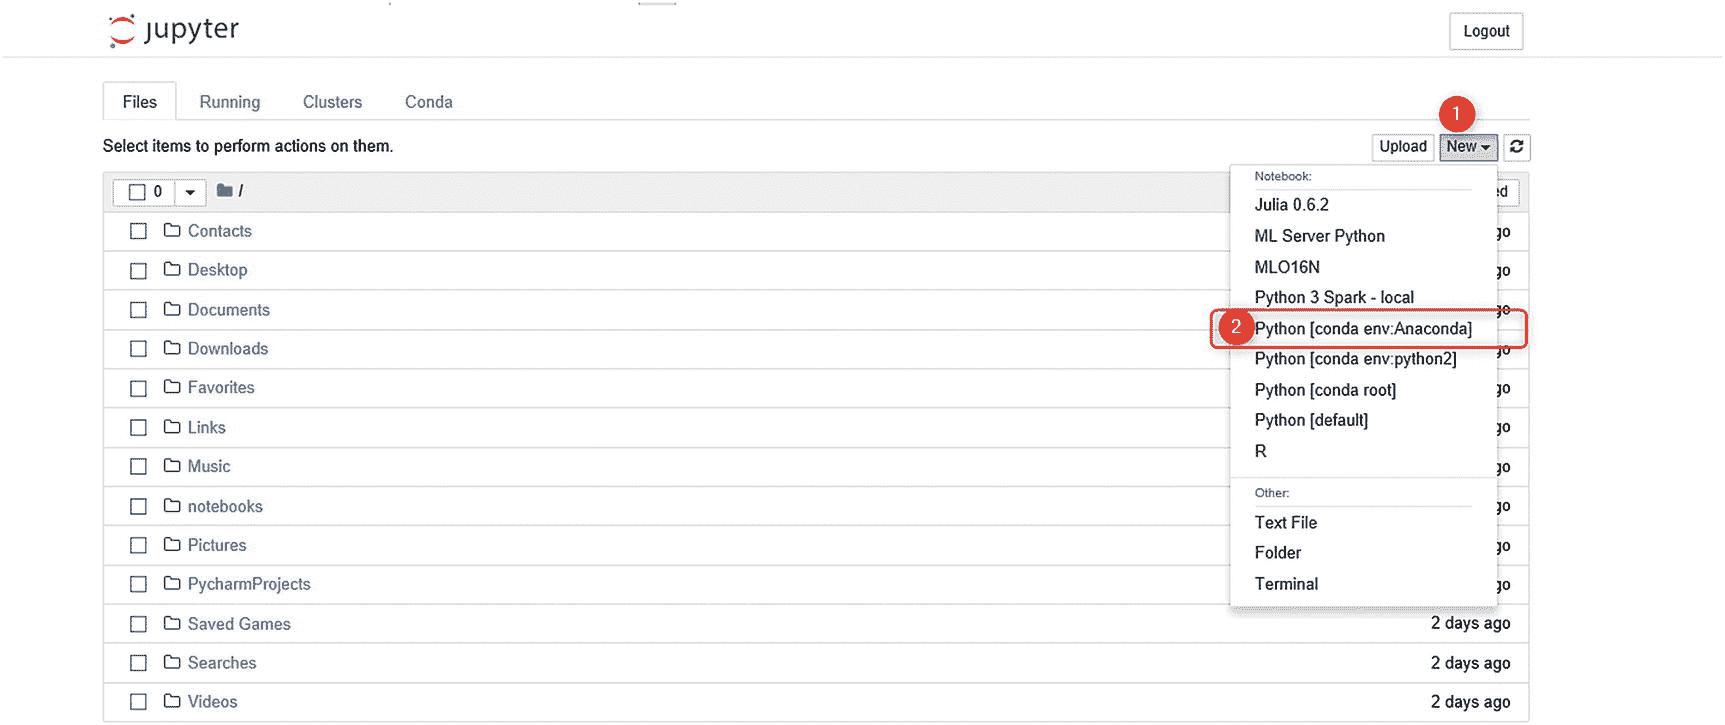 jupyter
Logout
Files Running Clusters Conda
1
Select items to perform actions on them.
Upload New
0 /
Notebook:
Julia 0.6.2
ML Server Python
MLO16N
Python 3 Spark - local
2 Python [conda env:Anaconda]
Python [conda env:python2]
Python [conda root]
Python [default]
R
Other:
Text File
Folder
Terminal
Contacts
Desktop
Documents
Downloads
Favorites
Links
Music
notebooks
Pictures
PycharmProjects
Saved Games 2 days ago
Searches 2 days ago
Videos 2 days ago